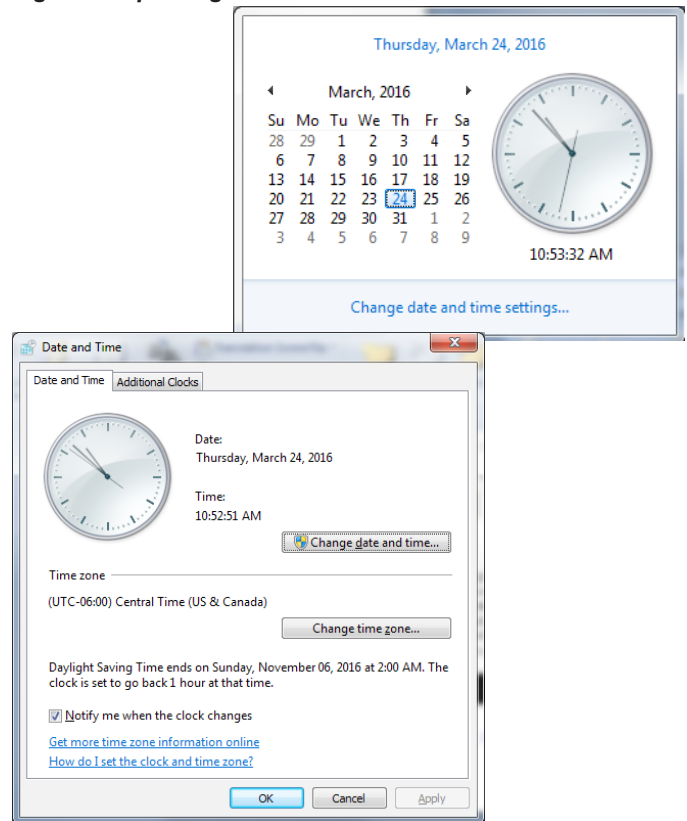 Thursday, March 24, 2016
March, 2016
Su Mo Tu We Th Fr Sa
28 29 1 2 3 4 5
6 7 8 9 10 11 12
13 14 15 16 17 18 19
20 21 22 23 24 25 26
27 28 29 30 31 1 2
3 4 5 6 7 8 9
10:53:32 AM
Change date and time settings...
Date and Time
Date and Time Additional Clocks
Date:
Thursday, March 24, 2016
Time:
10:52:51 AM
Change date and time...
Time zone
(UTC-06:00) Central Time (US & Canada)
Change time zone...
Daylight Saving Time ends on Sunday, November 06, 2016 at 2:00 AM. The
clock is set to go back 1 hour at that time.
Notify me when the clock changes
Get more time zone information online
How do I set the clock and time zone?
OK Cancel Apply